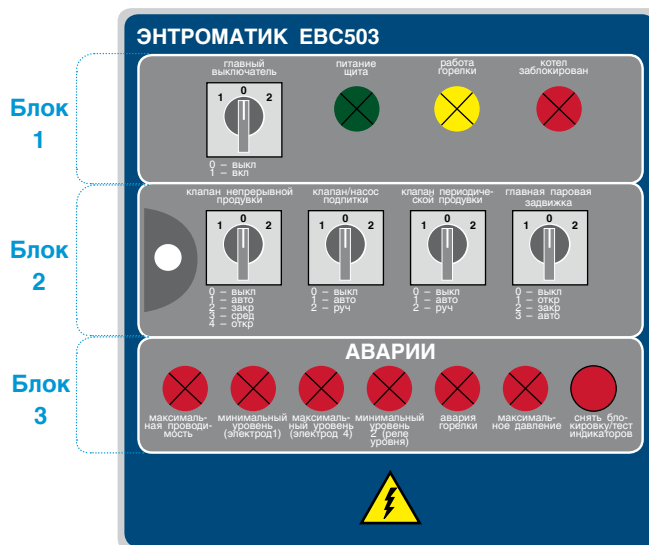 ЭНТРОМАТИК EBC503
Блок
1
главный
выключатель
1 0 2
0 – выкл
1 – вкл
питание
щита
работа
горелки
котел
заблокирован
Блок
2
клапан непрерывной
продувки
1 0 2
0 – выкл
1 – авто
2 – закр
3 – сред
4 – откр
клапан/насос
подпитки
1 0 2
0 – выкл
1 – авто
2 – руч
клапан периодиче-
ской продувки
1 0 2
0 – выкл
1 – авто
2 – руч
главная паровая
задвижка
1 0 2
0 – выкл
1 – откр
2 – закр
3 – авто
Блок
3
АВАРИИ
максималь-
ная проводи-
мость
минимальный
уровень
(электрод1)
максималь-
ный уровень
(электрод 4)
минимальный
уровень
2 (реле
уровня)
авария
горелки
максималь-
ное давление
снять бло-
кировку/тест
индикаторов